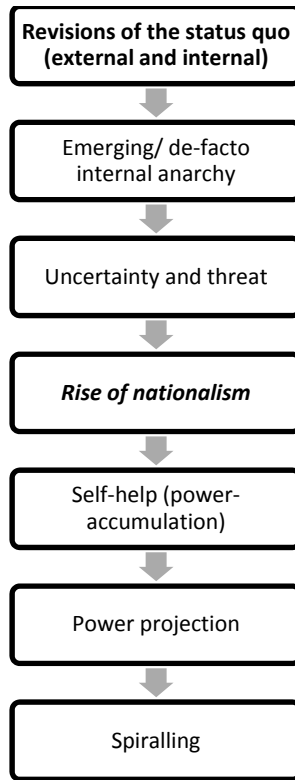 Revisions of the status quo
(external and internal)
Emerging/ de-facto
internal anarchy
Uncertainty and threat
Rise of nationalism
Self-help (power-
accumulation)
Power projection
Spiralling